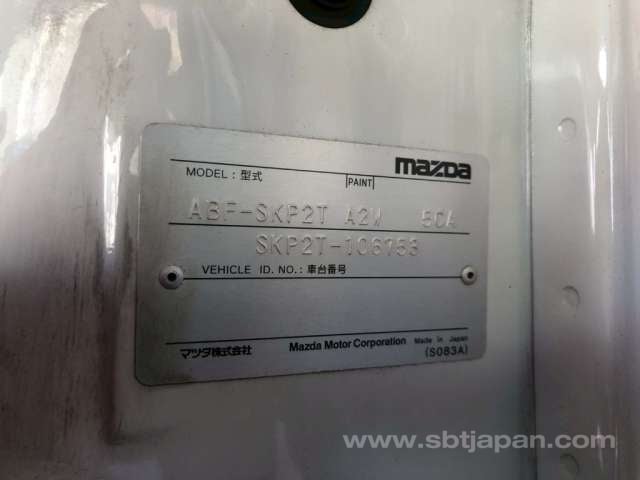 mazda
MODEL : 型式 PAINT
ABF-SKP2T A2W 50A
SKP2T-106753
VEHICLE ID. NO. : 車台番号
マツダ株式会社 Mazda Motor Corporation Made in Japan
(S083A)
www.sbtjapan.com